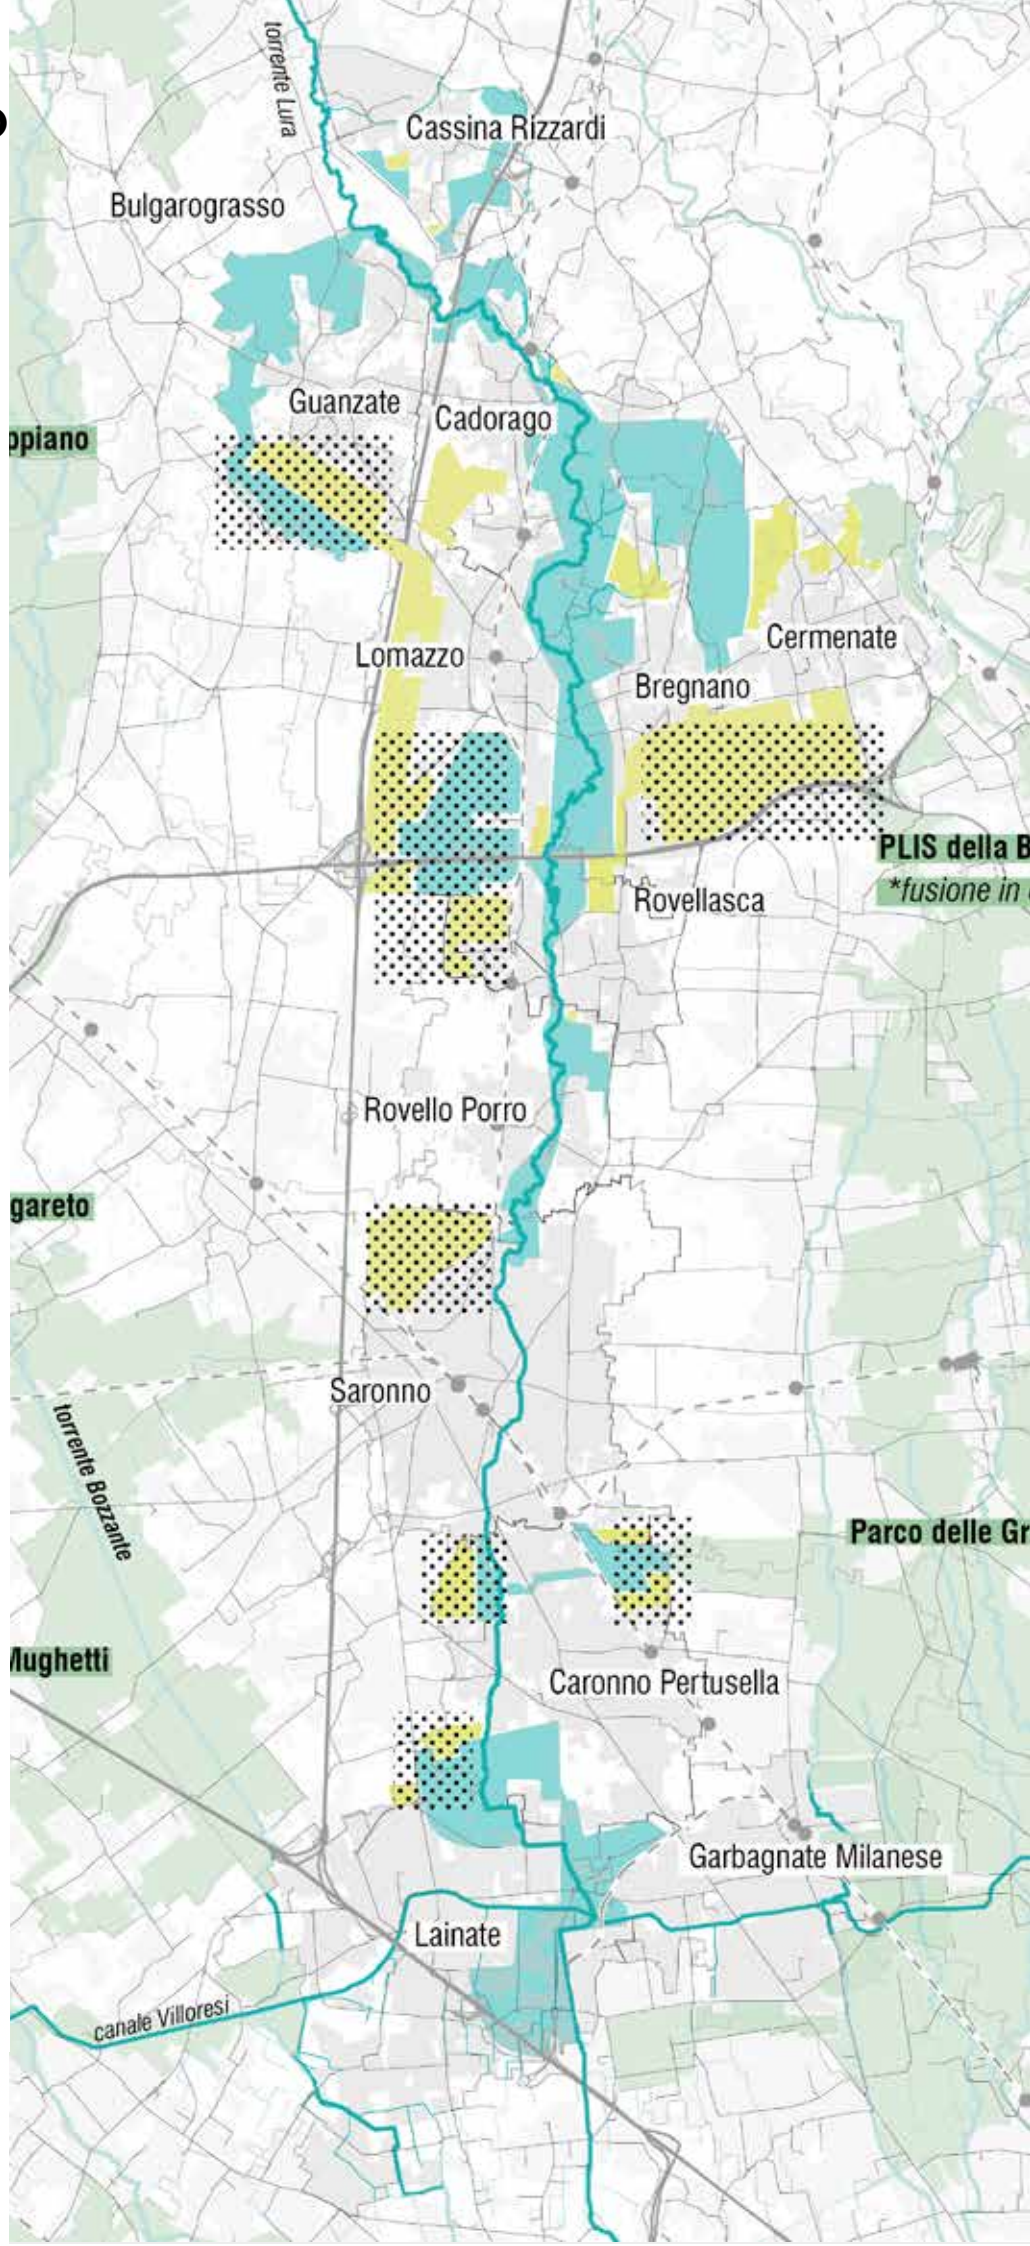 torrente Lura
Cassina Rizzardi
Bulgarograsso
Guanzate
Cadorago
ppiano
Cermenate
Lomazzo
Bregnano
PLIS della B
*fusione in
Rovellasca
Rovello Porro
gareto
Saronno
torrente Bozzante
Parco delle Gr
Mughetti
Caronno Pertusella
Garbagnate Milanese
Lainate
canale Villoresi